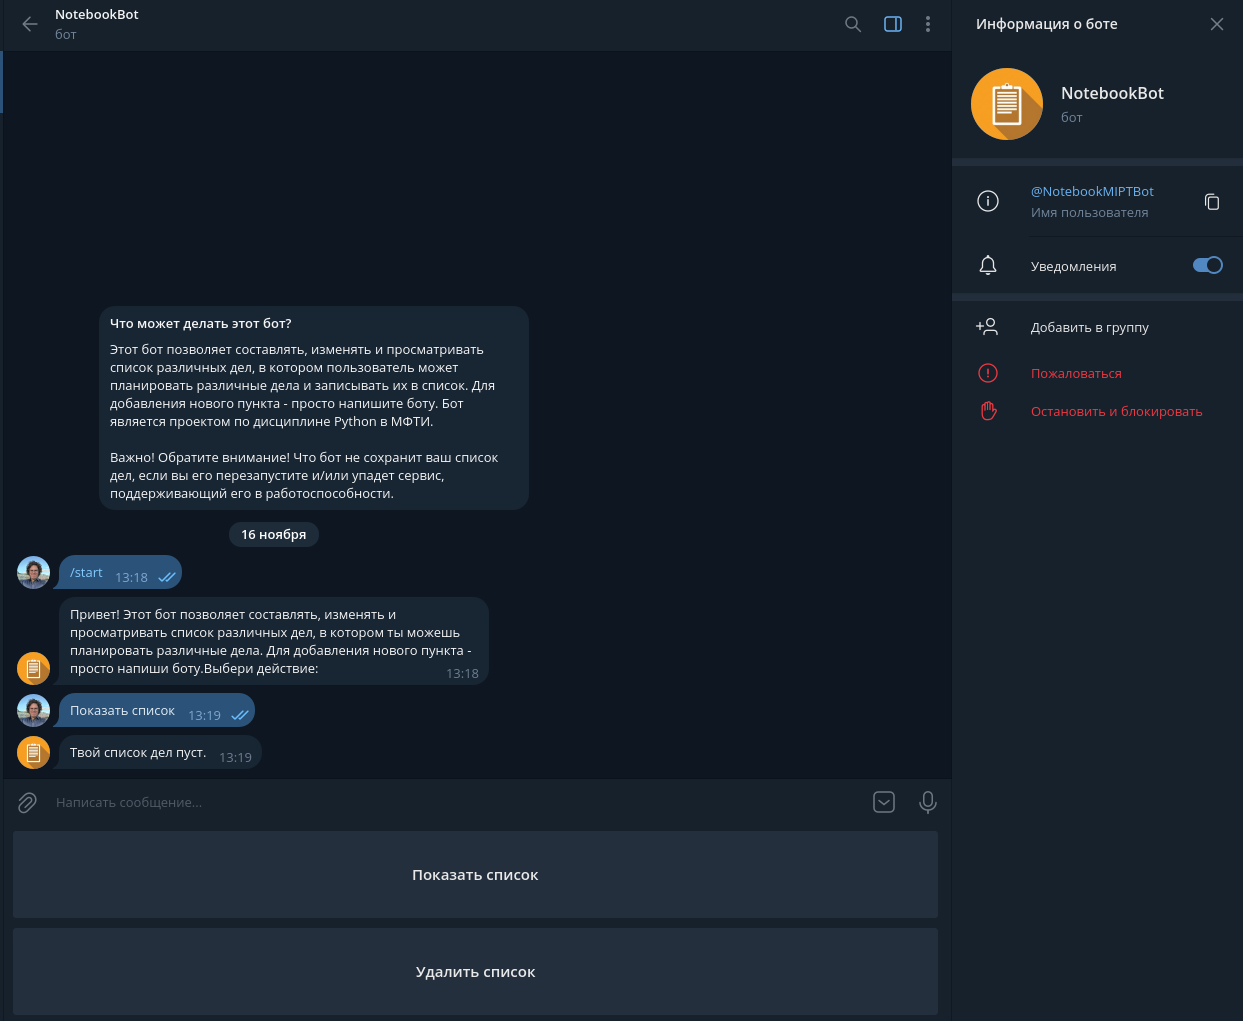 NotebookBot
бот
Что может делать этот бот?
Этот бот позволяет составлять, изменять и просматривать
список различных дел, в котором пользователь может
планировать различные дела и записывать их в список. Для
добавления нового пункта - просто напишите боту. Бот
является проектом по дисциплине Python в МФТИ.
Важно! Обратите внимание! Что бот не сохранит ваш список
дел, если вы его перезапустите и/или упадет сервис,
поддерживающий его в работоспособности.
16 ноября
/start 13:18
Привет! Этот бот позволяет составлять, изменять и
просматривать список различных дел, в котором ты можешь
планировать различные дела. Для добавления нового пункта -
просто напиши боту.Выбери действие: 13:18
Показать список 13:19
Твой список дел пуст. 13:19
Написать сообщение...
Показать список
Удалить список
Информация о боте
NotebookBot
бот
@NotebookMIPTBot
Имя пользователя
Уведомления
Добавить в группу
Пожаловаться
Остановить и блокировать